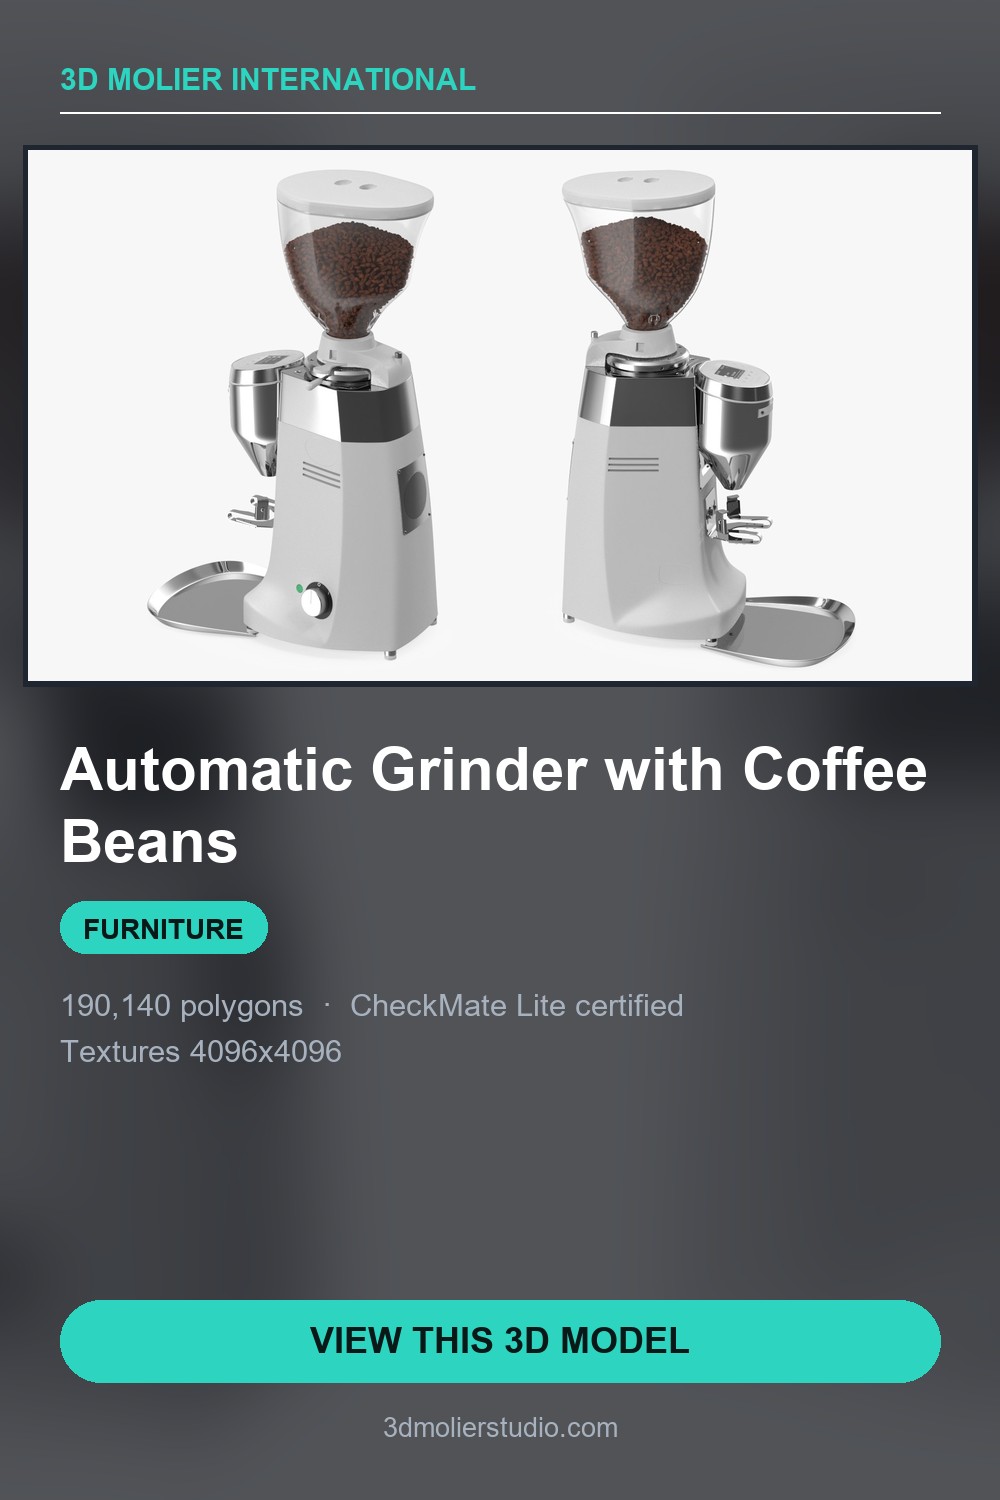 3D MOLIER INTERNATIONAL
Automatic Grinder with Coffee
Beans
FURNITURE
190,140 polygons · CheckMate Lite certified
Textures 4096x4096
VIEW THIS 3D MODEL
3dmolierstudio.com